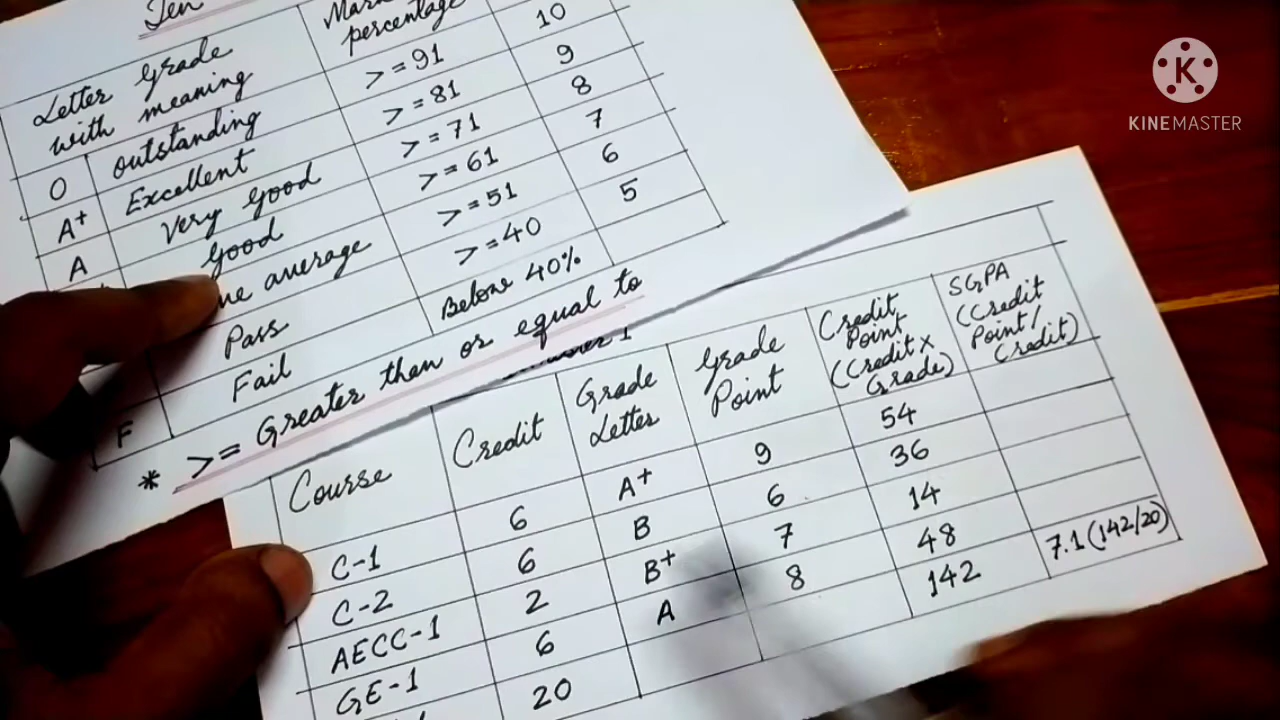 Ten
Letter Grade
with meaning
percentage
10
O outstanding >=91 9
A+ Excellent >=81 8
A Very Good >=71 7
Good >=61 6
average >=51 5
Pass >=40
F Fail Below 40%
* >= Greater than or equal to
Course Credit Grade Letter Grade Point Credit Point (Credit x Grade) SGPA (Credit Point/Credit)
C-1 6 A+ 9 54
C-2 6 B 6 36
AECC-1 2 B+ 7 14
GE-1 6 A 8 48
20 142 7.1 (142/20)
KINEMASTER